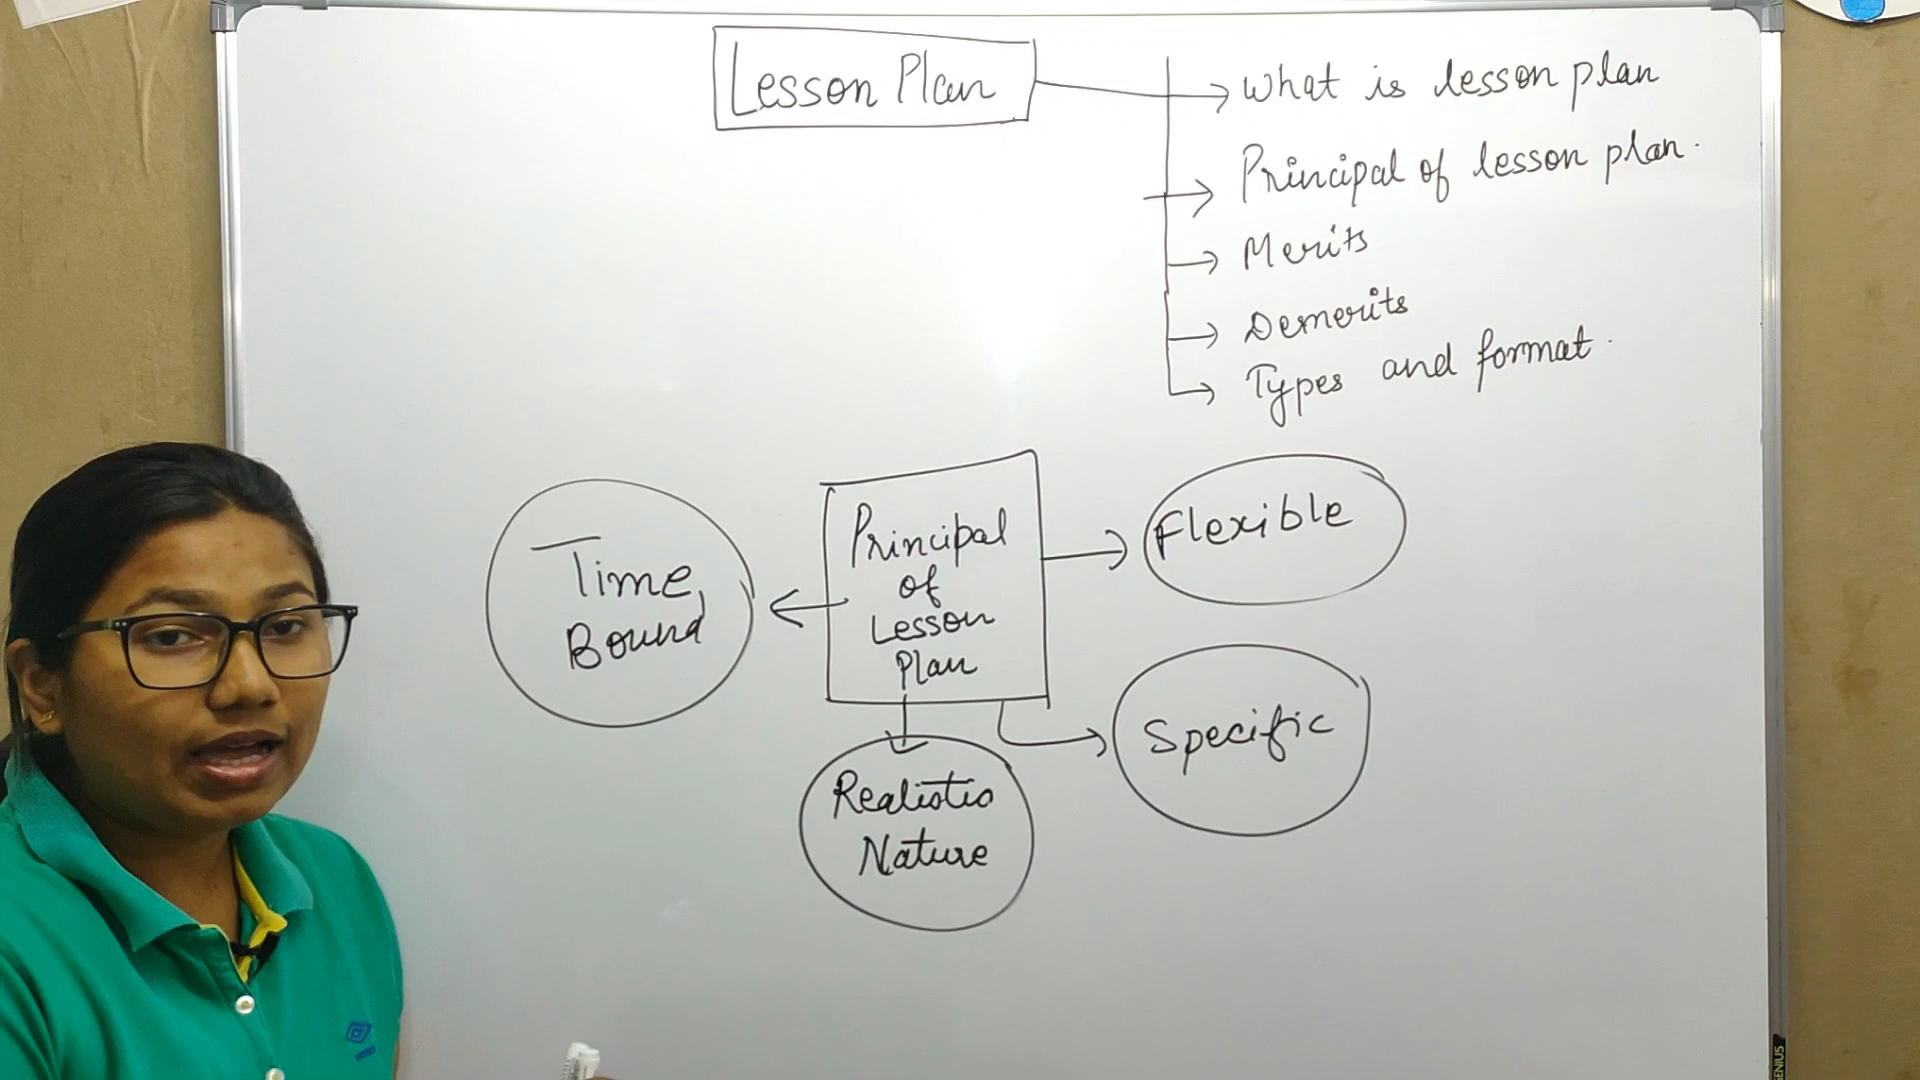 Lesson Plan
What is lesson plan
Principal of lesson plan.
Merits
Demerits
Types and format.
Time
Bound
Principal
of
Lesson
Plan
Flexible
Specific
Realistic
Nature